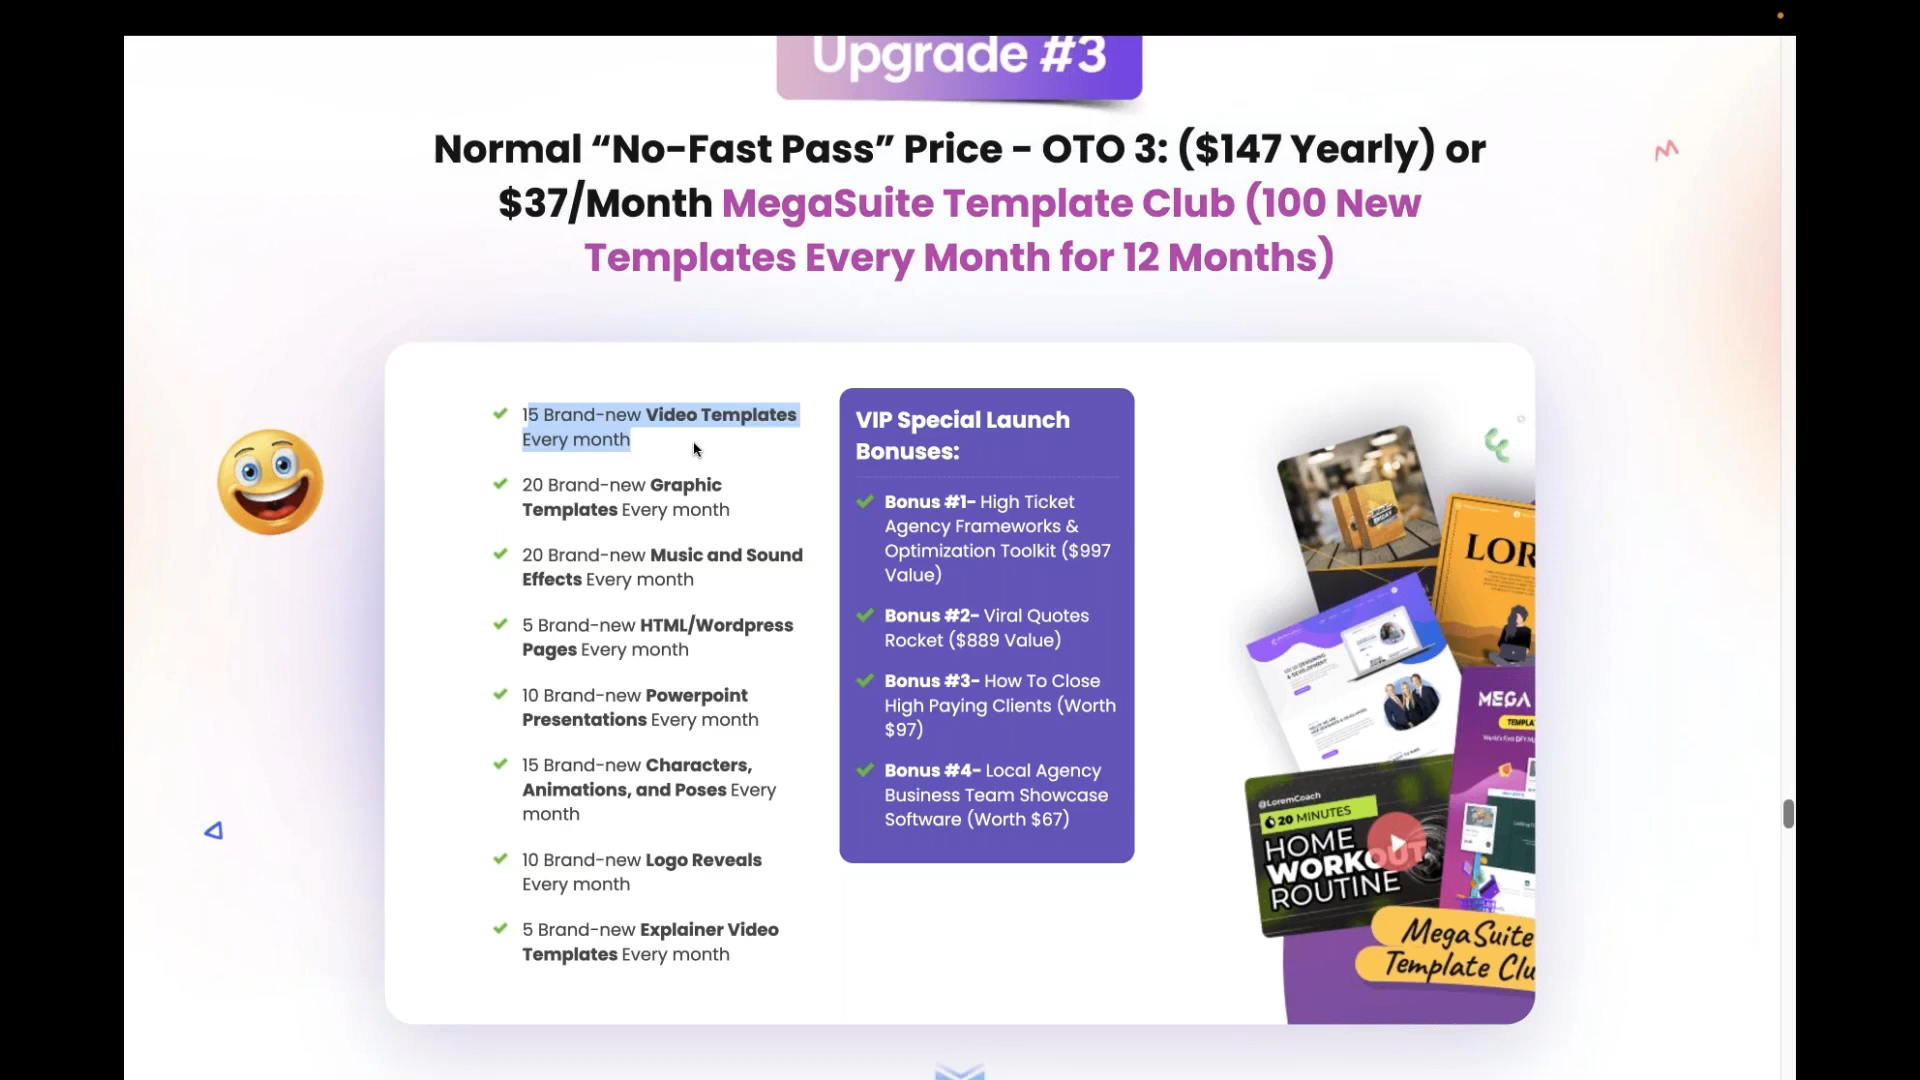 Upgrade #3
Normal “No-Fast Pass” Price - OTO 3: ($147 Yearly) or
$37/Month MegaSuite Template Club (100 New
Templates Every Month for 12 Months)
15 Brand-new Video Templates
Every month
20 Brand-new Graphic
Templates Every month
20 Brand-new Music and Sound
Effects Every month
5 Brand-new HTML/Wordpress
Pages Every month
10 Brand-new Powerpoint
Presentations Every month
15 Brand-new Characters,
Animations, and Poses Every
month
10 Brand-new Logo Reveals
Every month
5 Brand-new Explainer Video
Templates Every month
VIP Special Launch
Bonuses:
Bonus #1- High Ticket
Agency Frameworks &
Optimization Toolkit ($997
Value)
Bonus #2- Viral Quotes
Rocket ($889 Value)
Bonus #3- How To Close
High Paying Clients (Worth
$97)
Bonus #4- Local Agency
Business Team Showcase
Software (Worth $67)
LOR
MEGA
TEMPLA
@LoremCoach
20 MINUTES
HOME
WORKOUT
ROUTINE
MegaSuite
Template Clu